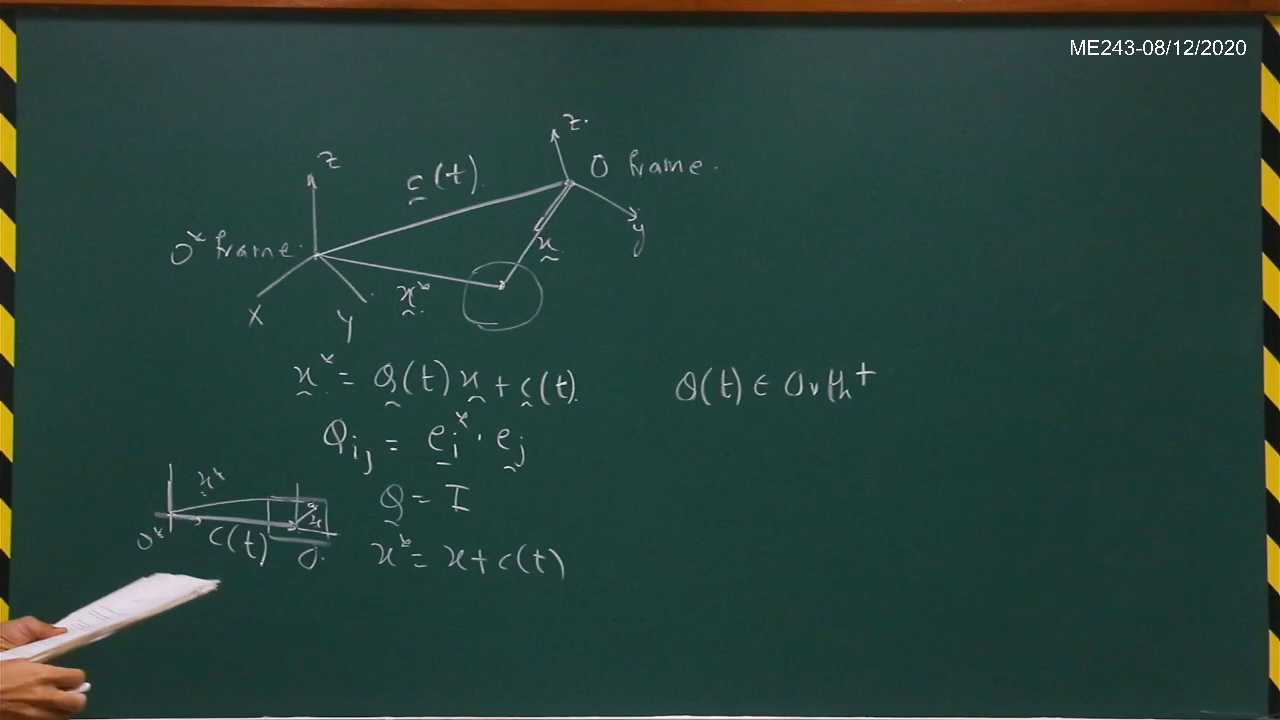 ME243-08/12/2020
z
z.
c(t)
O frame.
y
O* frame.
x
x*
X
y
x* = Q(t)x + c(t)
Q(t) ∈ Orth⁺
Qij = ei* · ej
x*
Q = I
x
O*
c(t)
O.
x* = x + c(t)